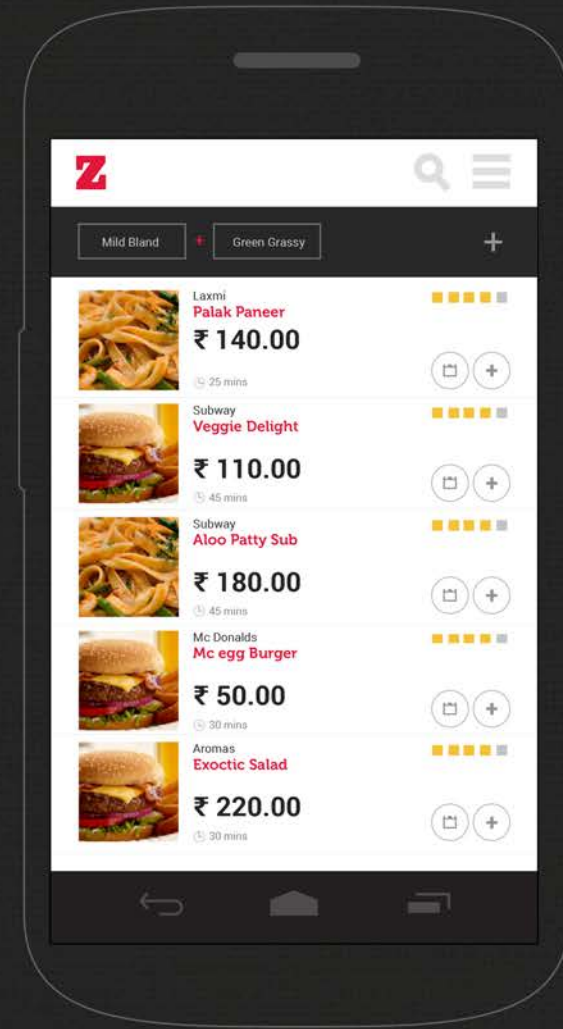 Z
Mild Bland + Green Grassy +
Laxmi
Palak Paneer
₹ 140.00
25 mins
Subway
Veggie Delight
₹ 110.00
45 mins
Subway
Aloo Patty Sub
₹ 180.00
45 mins
Mc Donalds
Mc egg Burger
₹ 50.00
30 mins
Aromas
Exoctic Salad
₹ 220.00
30 mins